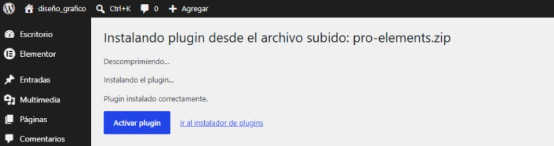 diseño_grafico Ctrl+K 0 Agregar
Escritorio
Elementor
Entradas
Multimedia
Páginas
Comentarios
Instalando plugin desde el archivo subido: pro-elements.zip
Descomprimiendo...
Instalando el plugin...
Plugin instalado correctamente.
Activar plugin Ir al instalador de plugins